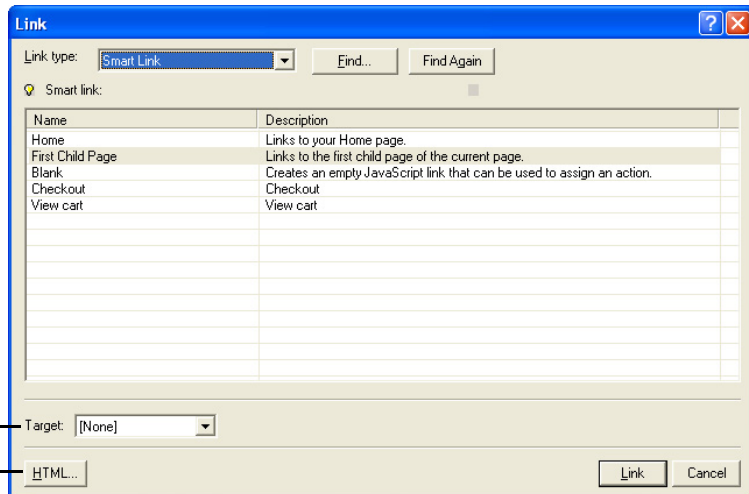 Link
Link type: Smart Link Find... Find Again
Smart link:
Name Description
Home Links to your Home page.
First Child Page Links to the first child page of the current page.
Blank Creates an empty JavaScript link that can be used to assign an action.
Checkout Checkout
View cart View cart
Target: [None]
HTML... Link Cancel